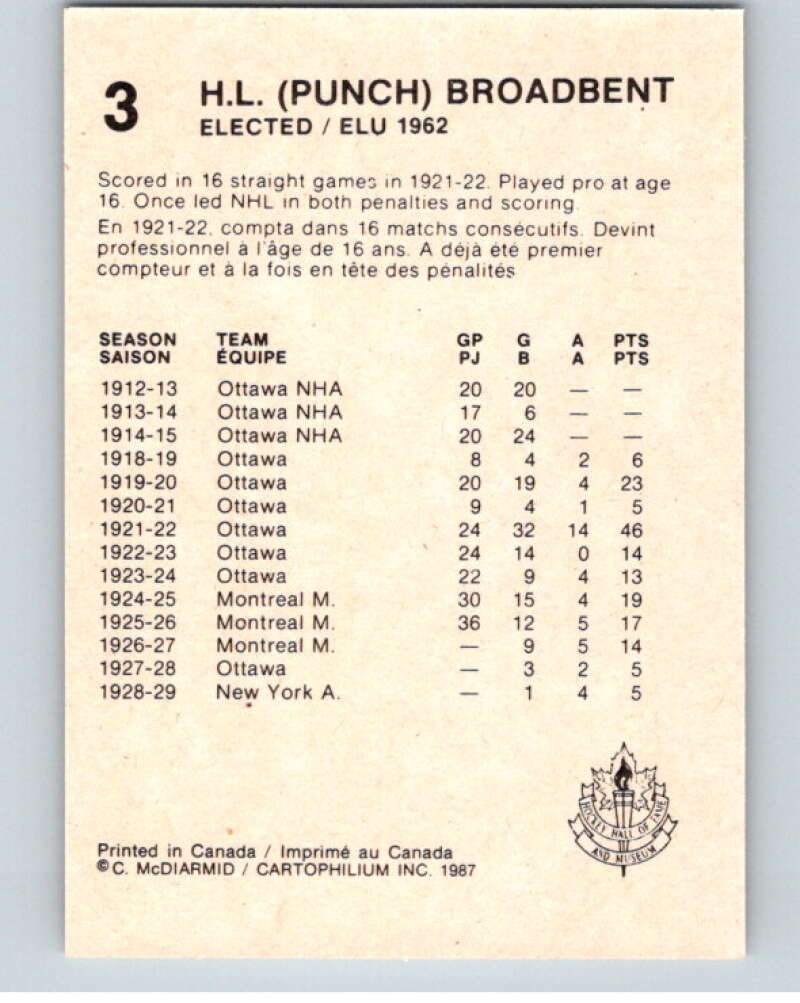 3 H.L. (PUNCH) BROADBENT
ELECTED / ELU 1962
Scored in 16 straight games in 1921-22. Played pro at age
16. Once led NHL in both penalties and scoring
En 1921-22, compta dans 16 matchs consécutifs. Devint
professionnel à l'âge de 16 ans. A déjà été premier
compteur et à la fois en tête des pénalités
SEASON TEAM GP G A PTS
SAISON ÉQUIPE PJ B A PTS
1912-13 Ottawa NHA 20 20 — —
1913-14 Ottawa NHA 17 6 — —
1914-15 Ottawa NHA 20 24 — —
1918-19 Ottawa 8 4 2 6
1919-20 Ottawa 20 19 4 23
1920-21 Ottawa 9 4 1 5
1921-22 Ottawa 24 32 14 46
1922-23 Ottawa 24 14 0 14
1923-24 Ottawa 22 9 4 13
1924-25 Montreal M. 30 15 4 19
1925-26 Montreal M. 36 12 5 17
1926-27 Montreal M. — 9 5 14
1927-28 Ottawa — 3 2 5
1928-29 New York A. — 1 4 5
HOCKEY HALL OF FAME
AND MUSEUM
Printed in Canada / Imprimé au Canada
© C. McDIARMID / CARTOPHILIUM INC. 1987